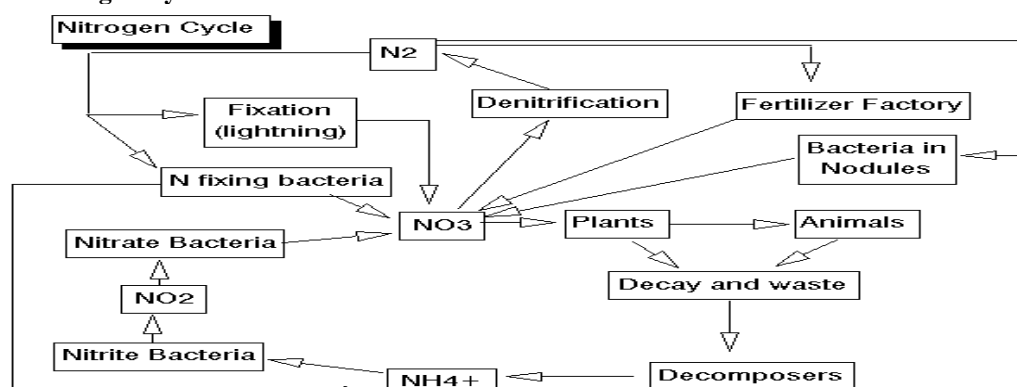 Nitrogen Cycle
N2
Fixation
(lightning)
Denitrification
Fertilizer Factory
Bacteria in
Nodules
N fixing bacteria
NO3
Plants
Animals
Nitrate Bacteria
Decay and waste
NO2
Nitrite Bacteria
NH4+
Decomposers